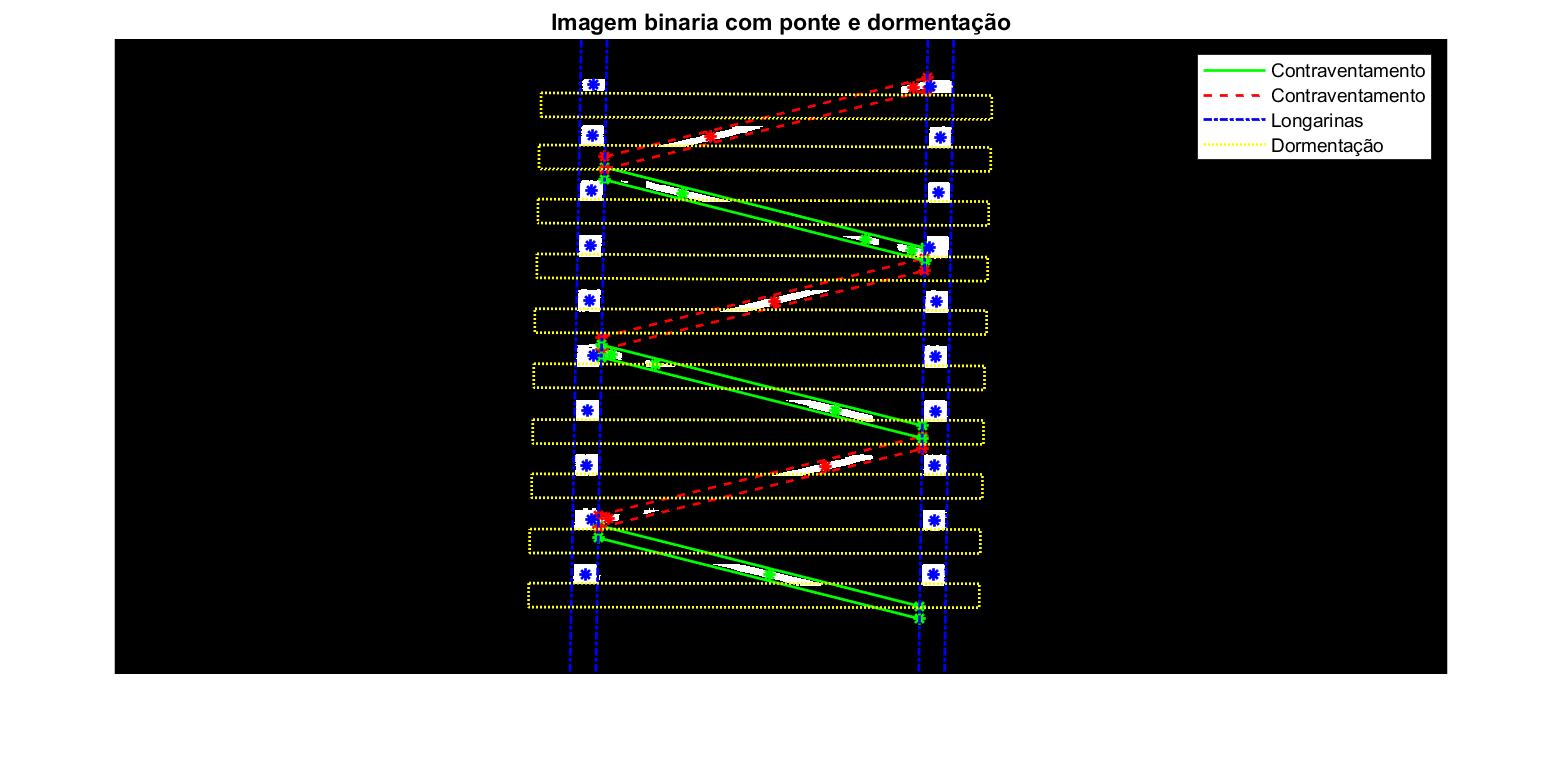 Imagem binaria com ponte e dormentação
Contraventamento
Contraventamento
Longarinas
Dormentação